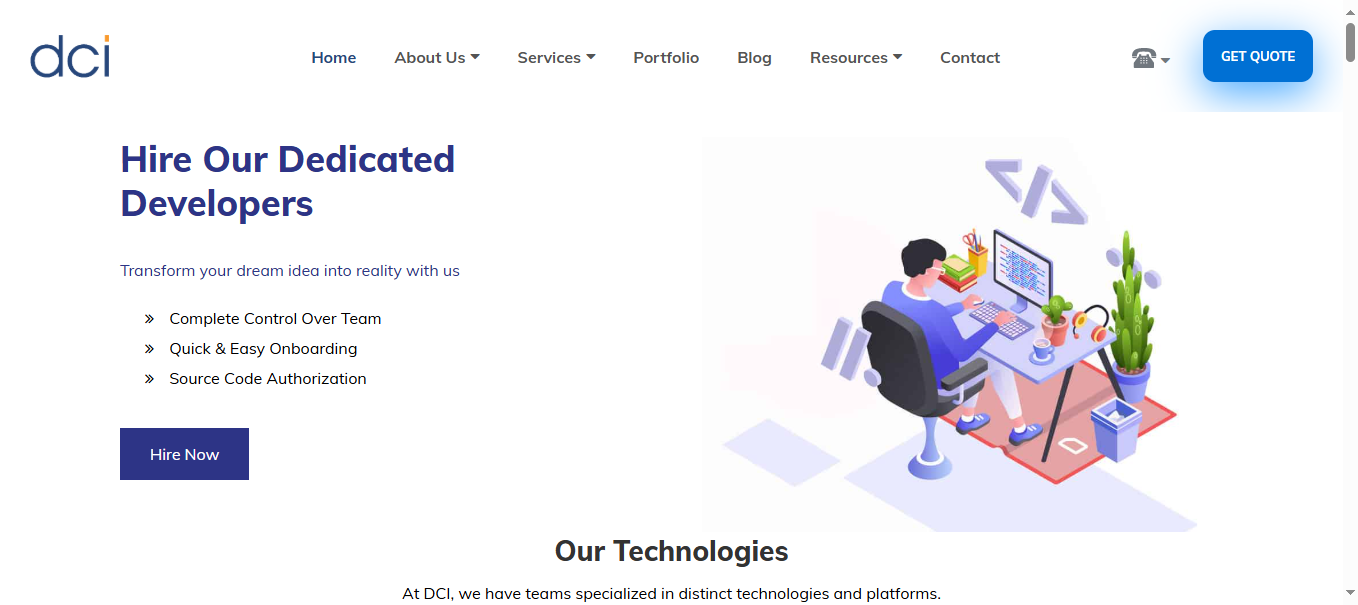 dci
Home About Us Services Portfolio Blog Resources Contact GET QUOTE
Hire Our Dedicated
Developers
Transform your dream idea into reality with us
Complete Control Over Team
Quick & Easy Onboarding
Source Code Authorization
Hire Now
</>
//
Our Technologies
At DCI, we have teams specialized in distinct technologies and platforms.